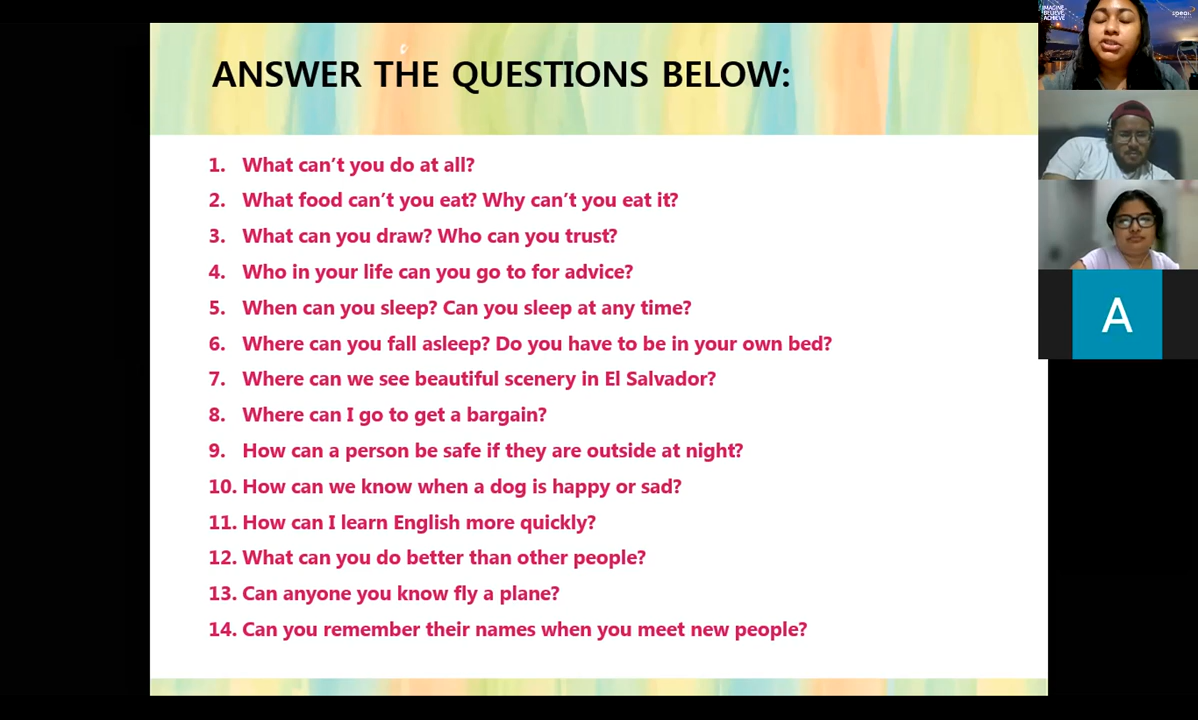 ANSWER THE QUESTIONS BELOW:
1. What can't you do at all?
2. What food can't you eat? Why can't you eat it?
3. What can you draw? Who can you trust?
4. Who in your life can you go to for advice?
5. When can you sleep? Can you sleep at any time?
6. Where can you fall asleep? Do you have to be in your own bed?
7. Where can we see beautiful scenery in El Salvador?
8. Where can I go to get a bargain?
9. How can a person be safe if they are outside at night?
10. How can we know when a dog is happy or sad?
11. How can I learn English more quickly?
12. What can you do better than other people?
13. Can anyone you know fly a plane?
14. Can you remember their names when you meet new people?
IMAGINE
BELIEVE
ACHIEVE
A